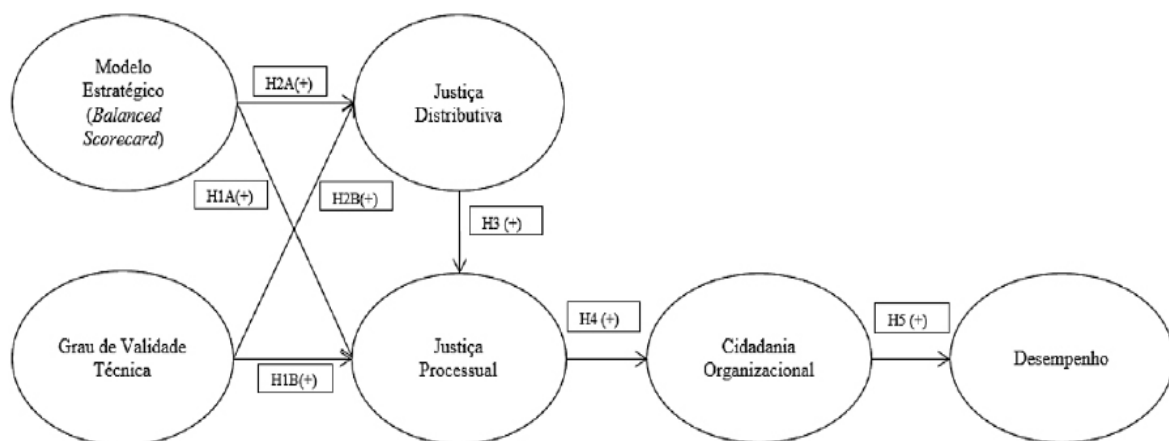 Modelo
Estratégico
(Balanced
Scorecard)
H2A(+)
Justiça
Distributiva
H1A(+)
H2B(+)
H3 (+)
Grau de Validade
Técnica
H1B(+)
Justiça
Processual
H4 (+)
Cidadania
Organizacional
H5 (+)
Desempenho